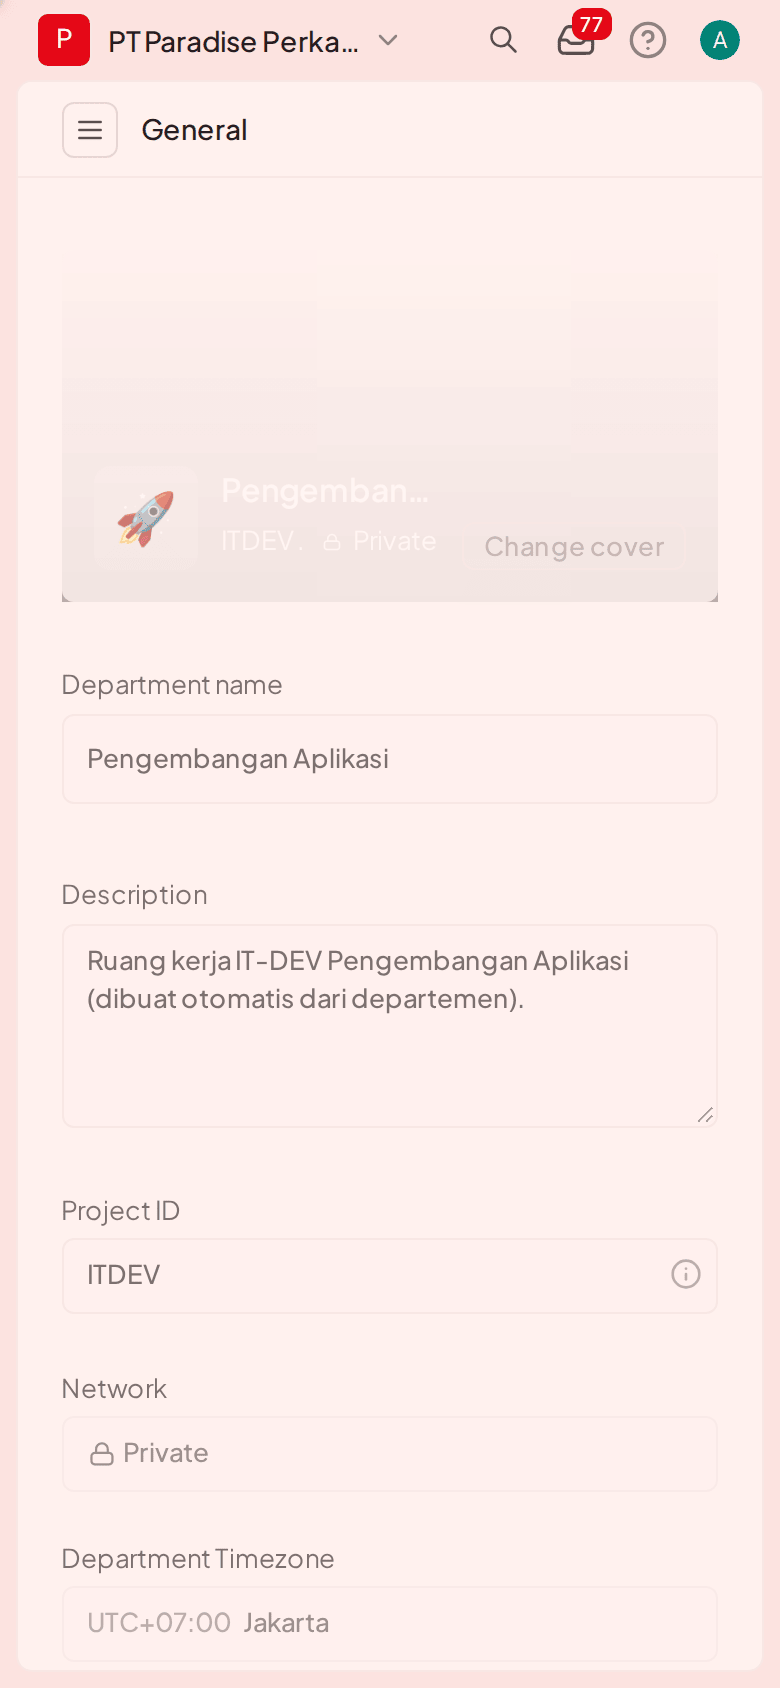 P PT Paradise Perka... 77 A
General
Pengemban...
ITDEV . Private
Change cover
Department name
Pengembangan Aplikasi
Description
Ruang kerja IT-DEV Pengembangan Aplikasi
(dibuat otomatis dari departemen).
Project ID
ITDEV
Network
Private
Department Timezone
UTC+07:00 Jakarta